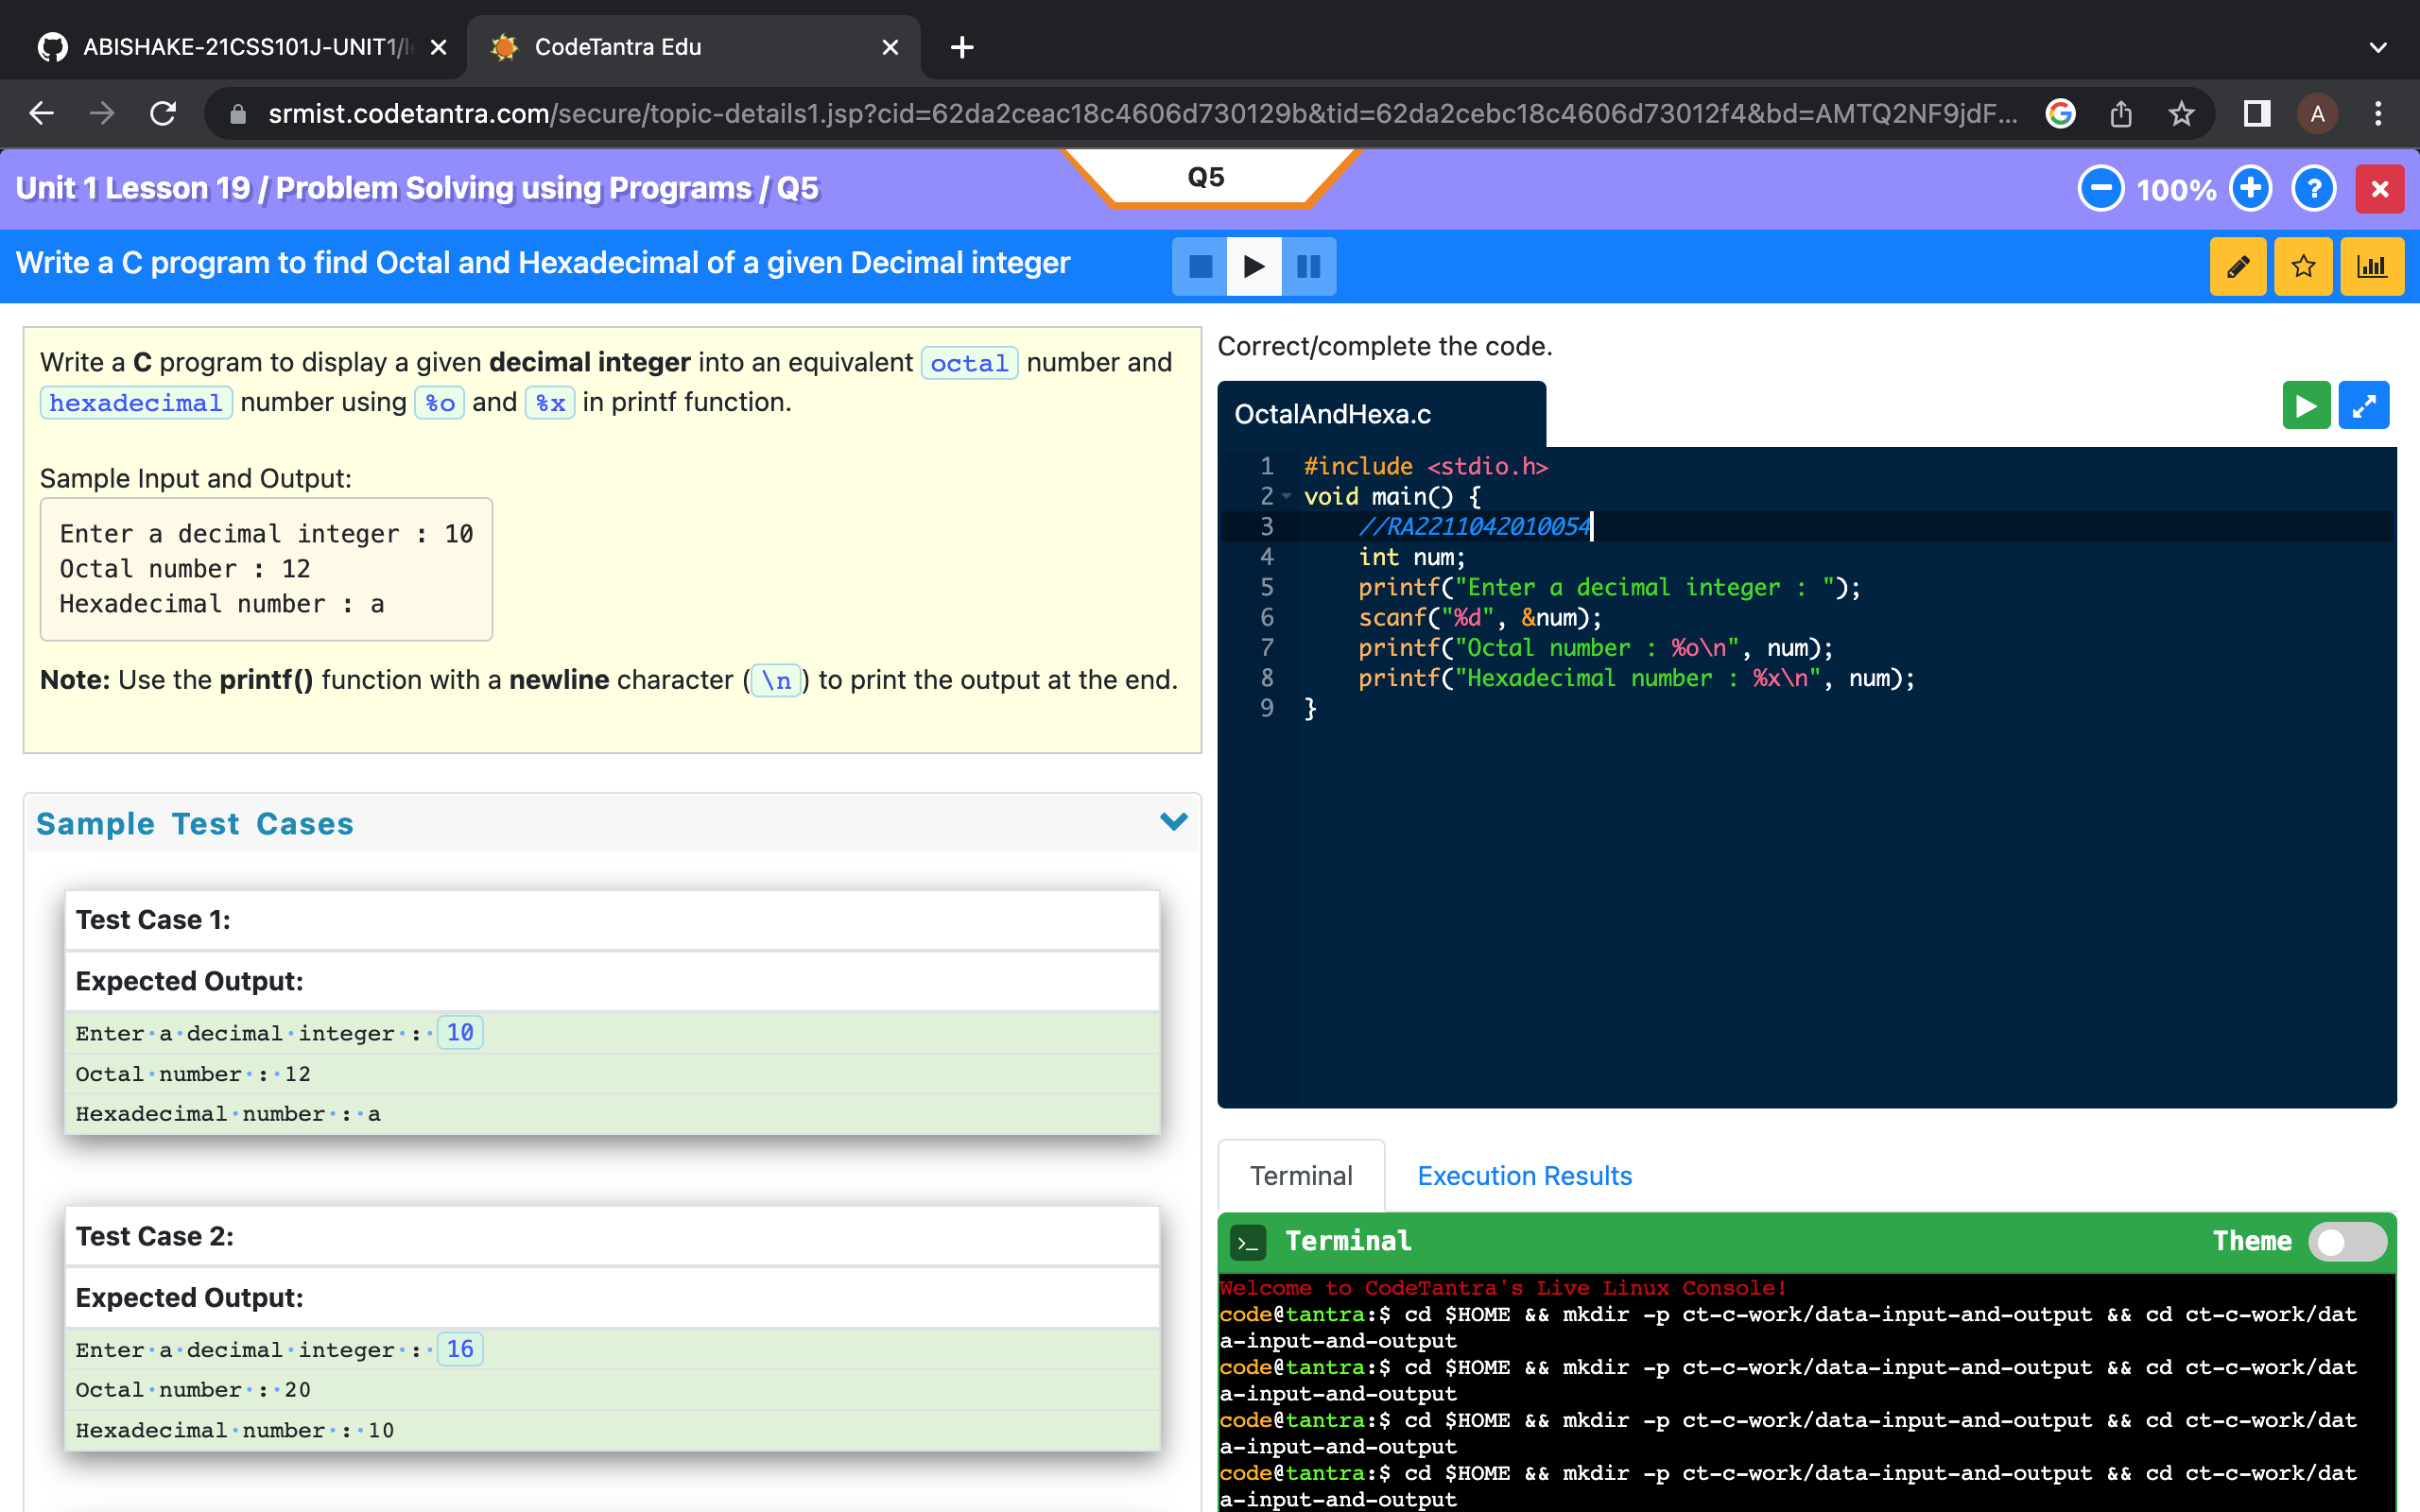 ABISHAKE-21CSS101J-UNIT1/
CodeTantra Edu
srmist.codetantra.com/secure/topic-details1.jsp?cid=62da2ceac18c4606d730129b&tid=62da2cebc18c4606d73012f4&bd=AMTQ2NF9jdF...
A
Unit 1 Lesson 19 / Problem Solving using Programs / Q5
Q5
100%
?
Write a C program to find Octal and Hexadecimal of a given Decimal integer
Write a C program to display a given decimal integer into an equivalent octal number and
hexadecimal number using %o and %x in printf function.
Sample Input and Output:
Enter a decimal integer : 10
Octal number : 12
Hexadecimal number : a
Note: Use the printf() function with a newline character (\n) to print the output at the end.
Sample Test Cases
Test Case 1:
Expected Output:
Enter·a·decimal·integer·:·10
Octal·number·:·12
Hexadecimal·number·:·a
Test Case 2:
Expected Output:
Enter·a·decimal·integer·:·16
Octal·number·:·20
Hexadecimal·number·:·10
Correct/complete the code.
OctalAndHexa.c
1 #include <stdio.h>
2 void main() {
3 //RA2211042010054
4 int num;
5 printf("Enter a decimal integer : ");
6 scanf("%d", &num);
7 printf("Octal number : %o\n", num);
8 printf("Hexadecimal number : %x\n", num);
9 }
Terminal
Execution Results
>_ Terminal
Theme
Welcome to CodeTantra's Live Linux Console!
code@tantra:$ cd $HOME && mkdir -p ct-c-work/data-input-and-output && cd ct-c-work/dat
a-input-and-output
code@tantra:$ cd $HOME && mkdir -p ct-c-work/data-input-and-output && cd ct-c-work/dat
a-input-and-output
code@tantra:$ cd $HOME && mkdir -p ct-c-work/data-input-and-output && cd ct-c-work/dat
a-input-and-output
code@tantra:$ cd $HOME && mkdir -p ct-c-work/data-input-and-output && cd ct-c-work/dat
a-input-and-output